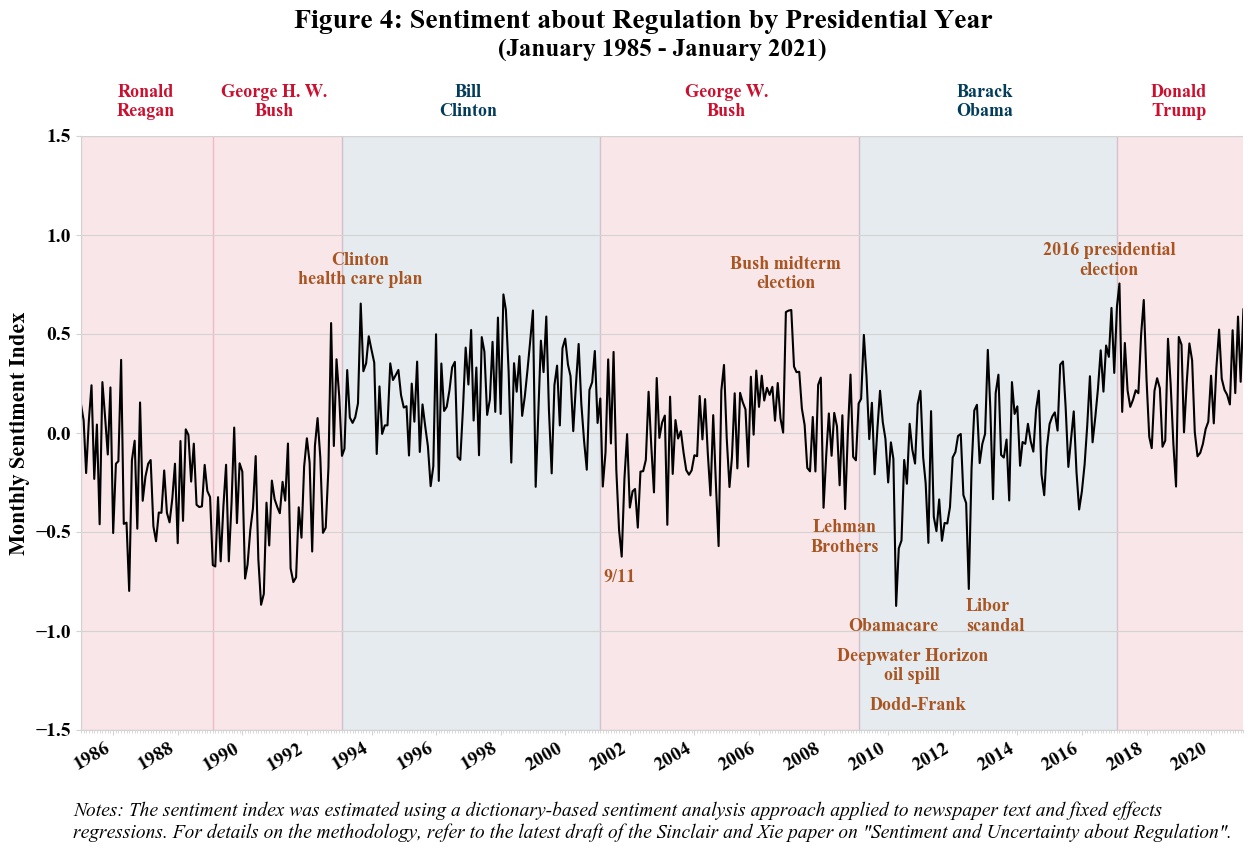 Figure 4: Sentiment about Regulation by Presidential Year
(January 1985 - January 2021)
Ronald
Reagan
George H. W.
Bush
Bill
Clinton
George W.
Bush
Barack
Obama
Donald
Trump
Monthly Sentiment Index
1.5
1.0
0.5
0.0
−0.5
−1.0
−1.5
Clinton
health care plan
Bush midterm
election
2016 presidential
election
9/11
Lehman
Brothers
Obamacare
Libor
scandal
Deepwater Horizon
oil spill
Dodd-Frank
1986
1988
1990
1992
1994
1996
1998
2000
2002
2004
2006
2008
2010
2012
2014
2016
2018
2020
Notes: The sentiment index was estimated using a dictionary-based sentiment analysis approach applied to newspaper text and fixed effects
regressions. For details on the methodology, refer to the latest draft of the Sinclair and Xie paper on "Sentiment and Uncertainty about Regulation".